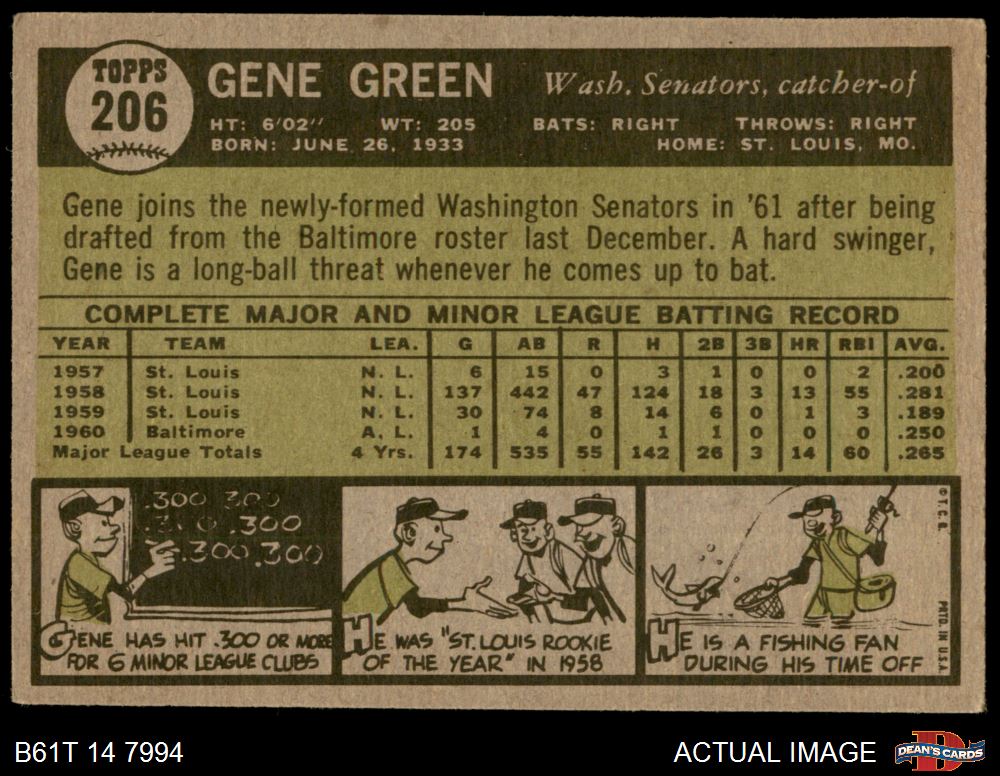 TOPPS
206
GENE GREEN
Wash. Senators, catcher-of
HT: 6'02" WT: 205 BATS: RIGHT THROWS: RIGHT
BORN: JUNE 26, 1933 HOME: ST. LOUIS, MO.
Gene joins the newly-formed Washington Senators in '61 after being
drafted from the Baltimore roster last December. A hard swinger,
Gene is a long-ball threat whenever he comes up to bat.
COMPLETE MAJOR AND MINOR LEAGUE BATTING RECORD
YEAR TEAM LEA. G AB R H 2B 3B HR RBI AVG.
1957 St. Louis N. L. 6 15 0 3 1 0 0 2 .200
1958 St. Louis N. L. 137 442 47 124 18 3 13 55 .281
1959 St. Louis N. L. 30 74 8 14 6 0 1 3 .189
1960 Baltimore A. L. 1 4 0 1 1 0 0 0 .250
Major League Totals 4 Yrs. 174 535 55 142 26 3 14 60 .265
.300 300
.300 .300
.300 .300
GENE HAS HIT .300 OR MORE
FOR 6 MINOR LEAGUE CLUBS
HE WAS "ST. LOUIS ROOKIE
OF THE YEAR" IN 1958
HE IS A FISHING FAN
DURING HIS TIME OFF
© T. C. G.
PRTD. IN U.S.A.
B61T 14 7994
ACTUAL IMAGE
D
DEAN'S CARDS